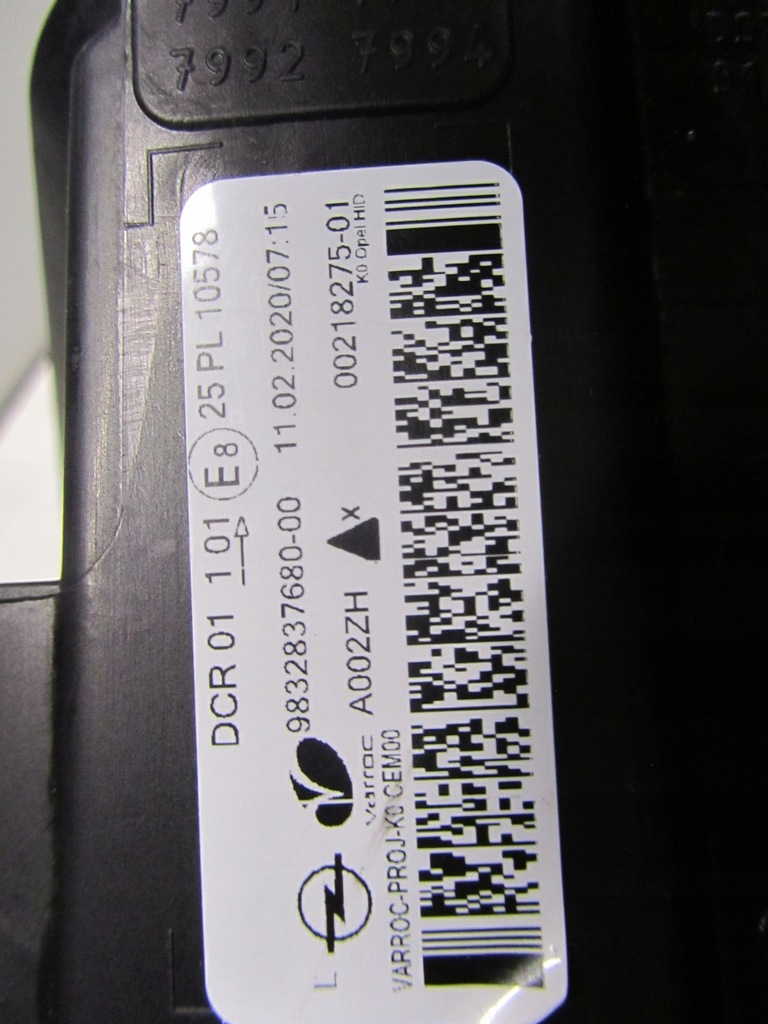 7992 7994
DCR 01 1 01 E8 25 PL 10578
9832837680-00 11.02.2020/07:15
L
varroc
A002ZH
X
00218275-01
K0 Opel HID
VARROC-PROJ-K0 CEM00